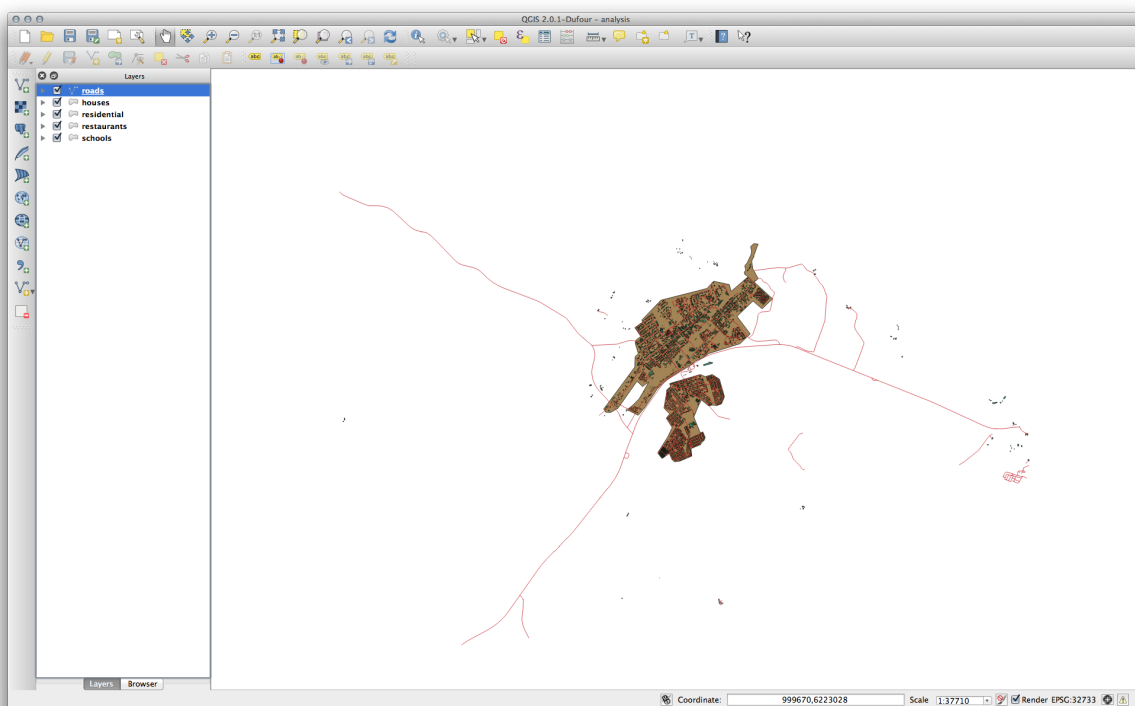 QGIS 2.0.1-Dufour - analysis
Layers
roads
houses
residential
restaurants
schools
Layers Browser
Coordinate: 999670,6223028 Scale 1:37710 Render EPSG:32733